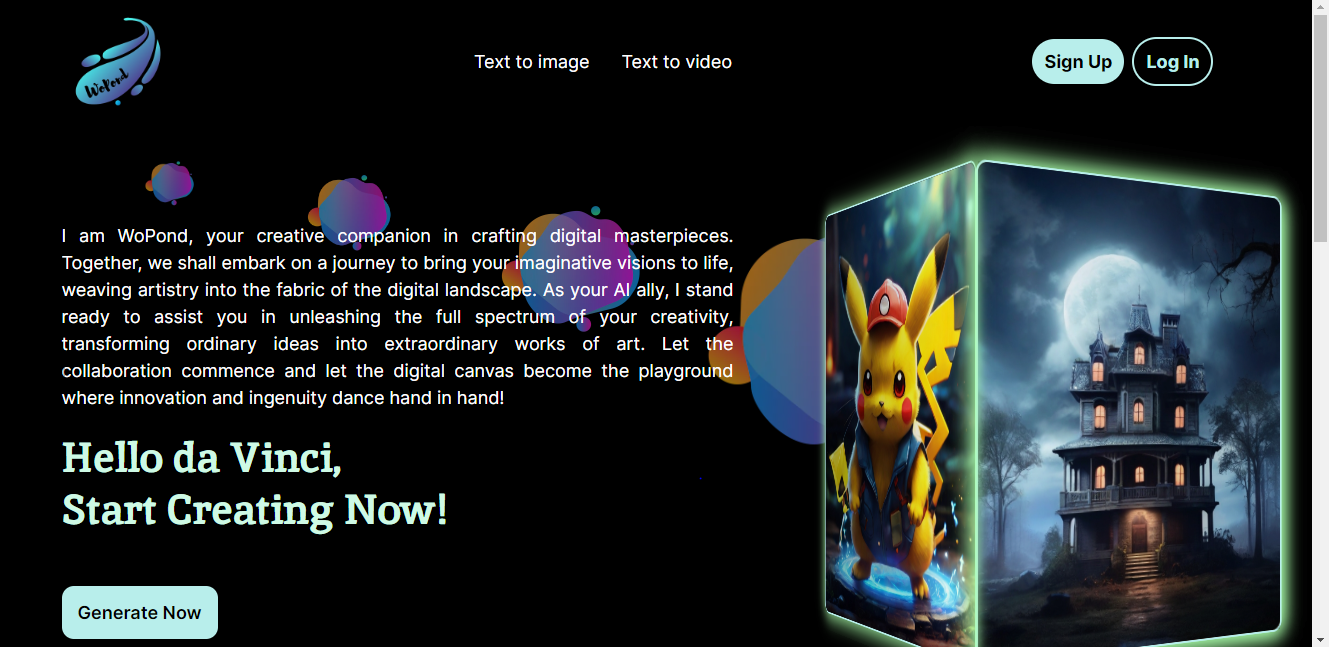 WoPond
Text to image
Text to video
Sign Up
Log In
I am WoPond, your creative companion in crafting digital masterpieces.
Together, we shall embark on a journey to bring your imaginative visions to life,
weaving artistry into the fabric of the digital landscape. As your AI ally, I stand
ready to assist you in unleashing the full spectrum of your creativity,
transforming ordinary ideas into extraordinary works of art. Let the
collaboration commence and let the digital canvas become the playground
where innovation and ingenuity dance hand in hand!
Hello da Vinci,
Start Creating Now!
Generate Now